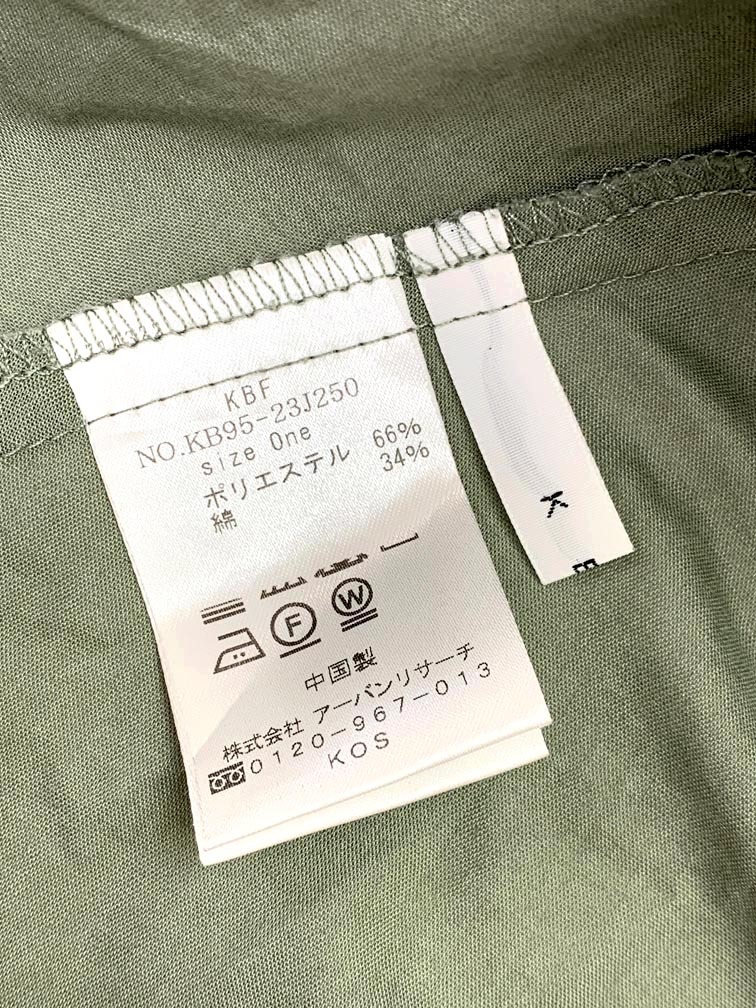 KBF
NO.KB95-23J250
size One
ポリエステル 66%
綿 34%
F W
中国製
株式会社 アーバンリサーチ
0120-967-013
KOS
K